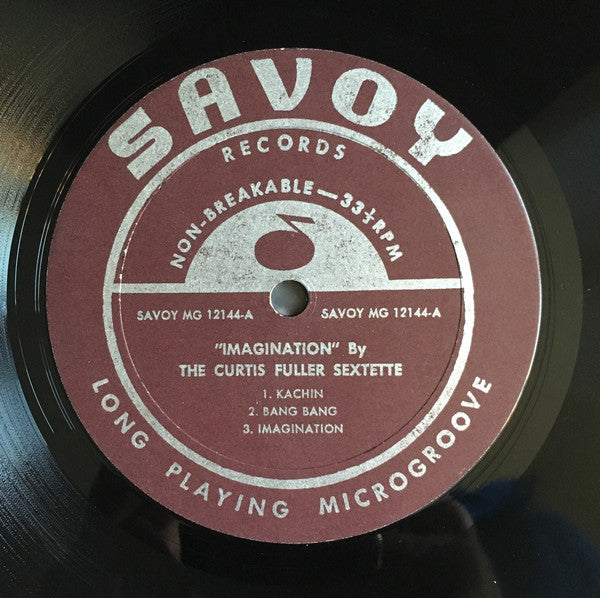 SAVOY
RECORDS
NON-BREAKABLE—33⅓ RPM
SAVOY MG 12144-A
SAVOY MG 12144-A
"IMAGINATION" By
THE CURTIS FULLER SEXTETTE
1. KACHIN
2. BANG BANG
3. IMAGINATION
LONG PLAYING MICROGROOVE